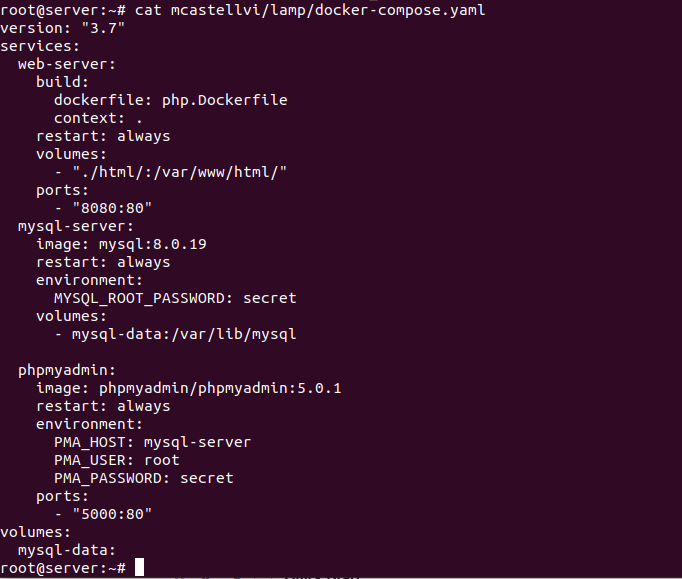 root@server:~# cat mcastellvi/lamp/docker-compose.yaml
version: "3.7"
services:
  web-server:
    build:
      dockerfile: php.Dockerfile
      context: .
    restart: always
    volumes:
      - "./html/:/var/www/html/"
    ports:
      - "8080:80"
  mysql-server:
    image: mysql:8.0.19
    restart: always
    environment:
      MYSQL_ROOT_PASSWORD: secret
    volumes:
      - mysql-data:/var/lib/mysql

  phpmyadmin:
    image: phpmyadmin/phpmyadmin:5.0.1
    restart: always
    environment:
      PMA_HOST: mysql-server
      PMA_USER: root
      PMA_PASSWORD: secret
    ports:
      - "5000:80"
volumes:
  mysql-data:
root@server:~#